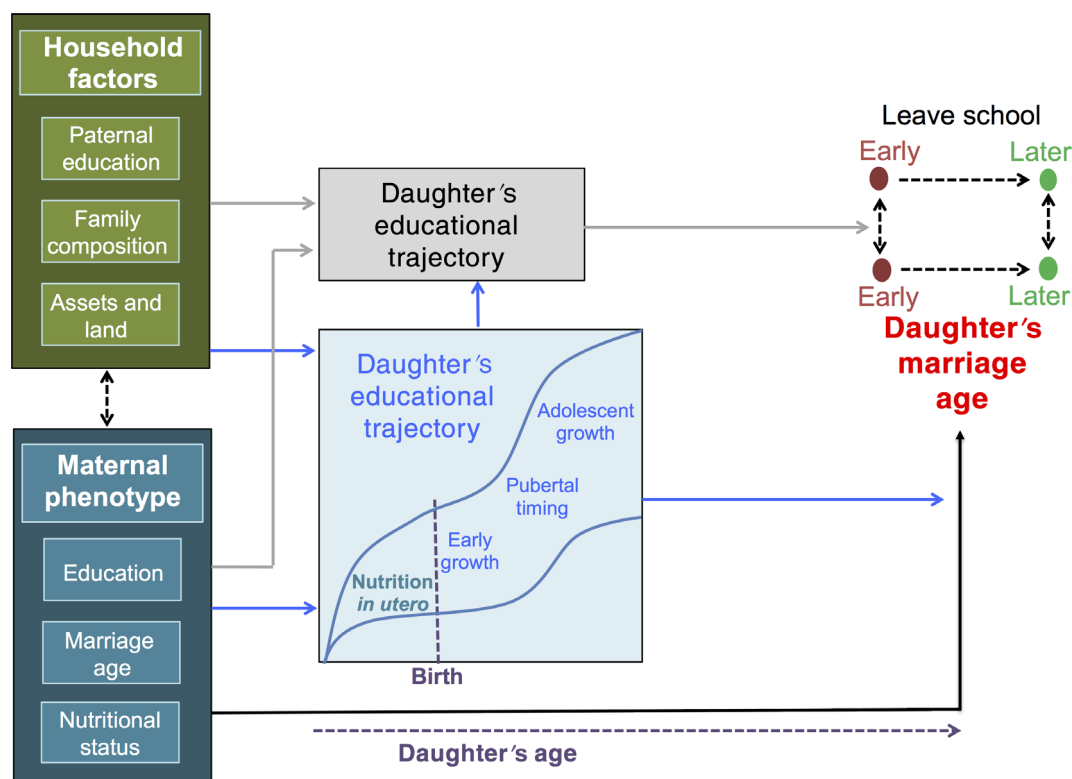 Household
factors
Paternal
education
Family
composition
Assets and
land
Maternal
phenotype
Education
Marriage
age
Nutritional
status
Daughter′s
educational
trajectory
Daughter′s
educational
trajectory
Adolescent
growth
Pubertal
timing
Early
growth
Nutrition
in utero
Birth
Daughter′s age
Leave school
Early Later
Early Later
Daughter′s
marriage
age